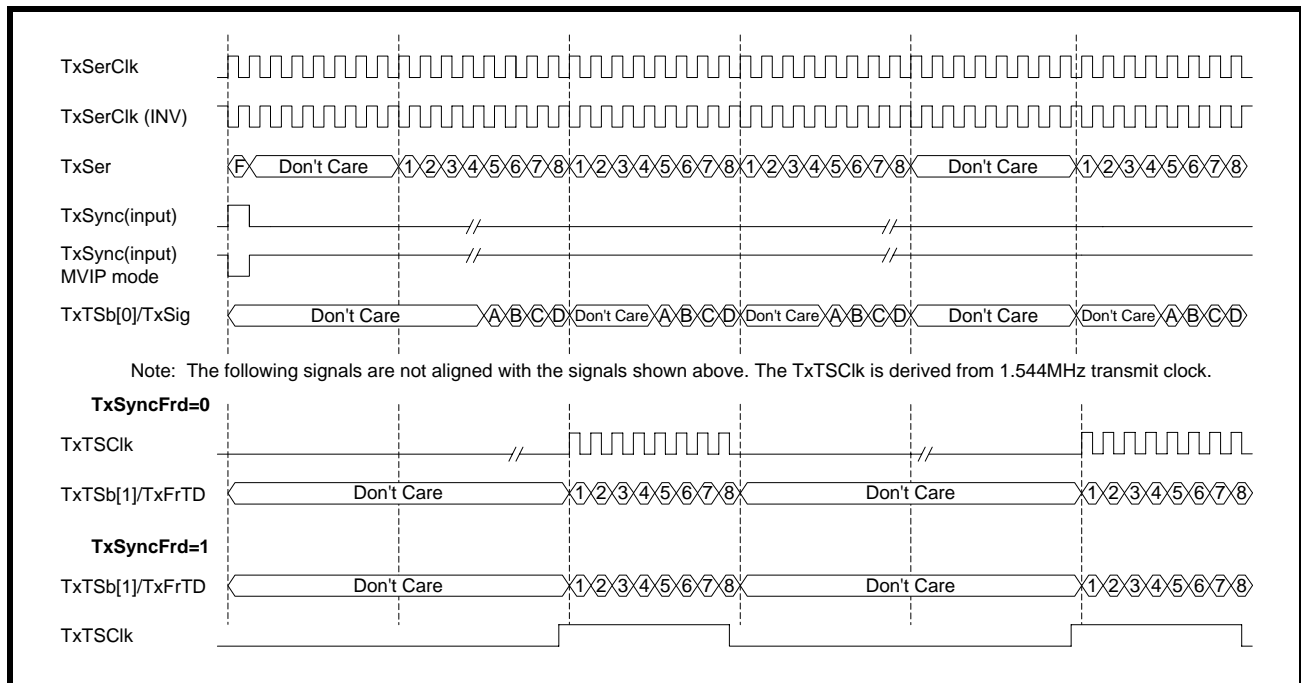 TxSerClk
TxSerClk (INV)
TxSer F Don't Care 1 2 3 4 5 6 7 8 1 2 3 4 5 6 7 8 1 2 3 4 5 6 7 8 Don't Care 1 2 3 4 5 6 7 8
TxSync(input)
TxSync(input)
MVIP mode
TxTSb[0]/TxSig Don't Care A B C D Don't Care A B C D Don't Care A B C D Don't Care Don't Care A B C D
Note: The following signals are not aligned with the signals shown above. The TxTSClk is derived from 1.544MHz transmit clock.
TxSyncFrd=0
TxTSClk
TxTSb[1]/TxFrTD Don't Care 1 2 3 4 5 6 7 8 Don't Care 1 2 3 4 5 6 7 8
TxSyncFrd=1
TxTSb[1]/TxFrTD Don't Care 1 2 3 4 5 6 7 8 Don't Care 1 2 3 4 5 6 7 8
TxTSClk